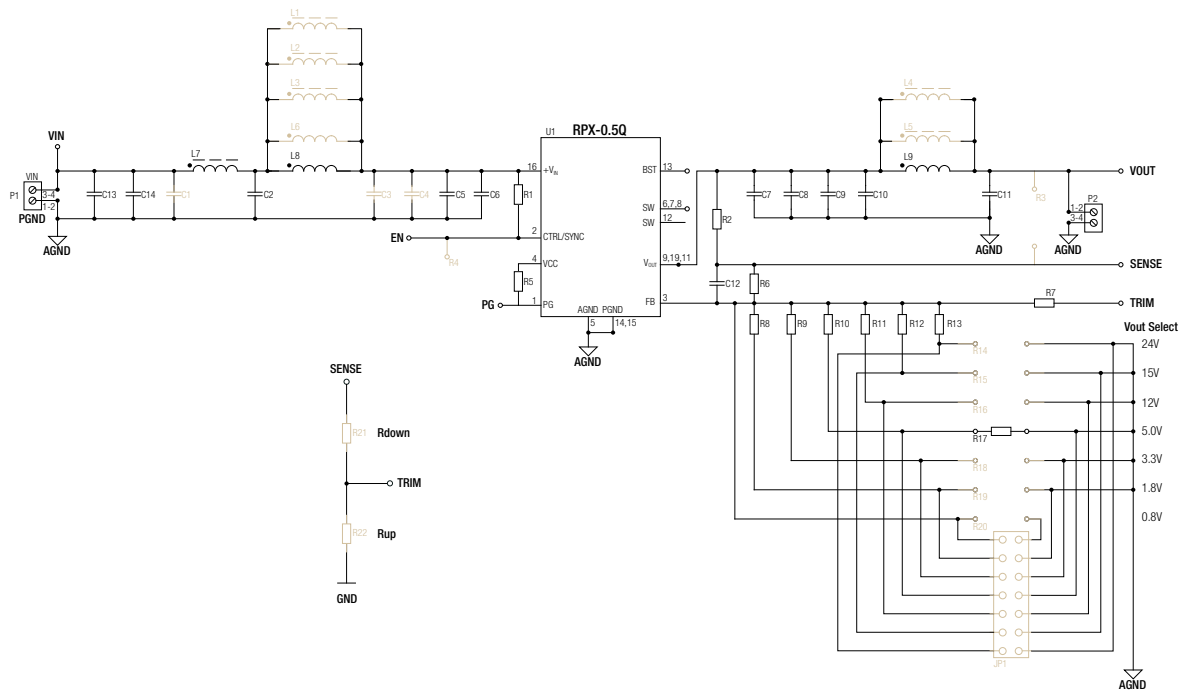 L1
L2
L3
L6
L8
L4
L5
L9
VIN
VIN
P1
3-4
1-2
PGND
AGND
C13
C14
C1
L7
C2
C3
C4
C5
C6
R1
U1
RPX-0.5Q
16
+VIN
BST
13
SW
6,7,8
SW
12
EN
2
CTRL/SYNC
R4
4
VCC
R5
PG
1
PG
VOUT
9,19,11
FB
3
AGND
PGND
5
14,15
AGND
R2
C7
C8
C9
C10
C11
AGND
R3
P2
1-2
3-4
AGND
VOUT
SENSE
C12
R6
R7
TRIM
R8
R9
R10
R11
R12
R13
Vout Select
R14
24V
R15
15V
R16
12V
R17
5.0V
R18
3.3V
R19
1.8V
R20
0.8V
JP1
AGND
SENSE
R21
Rdown
TRIM
R22
Rup
GND